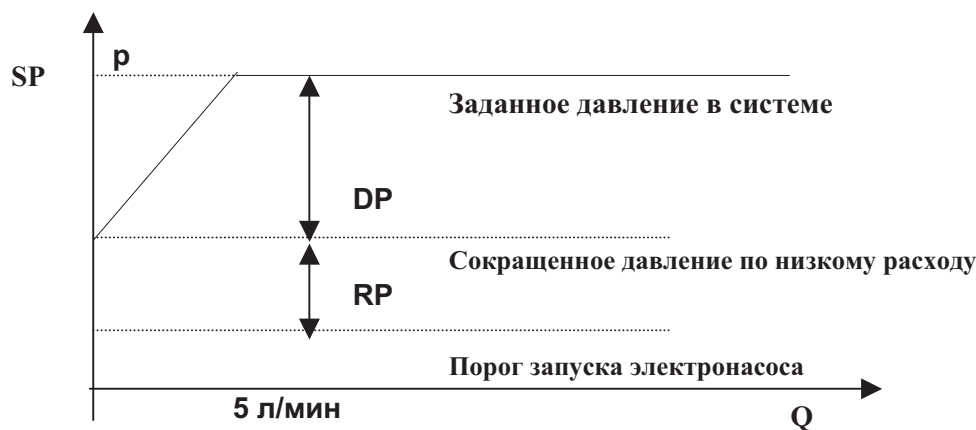 p
SP
Заданное давление в системе
DP
Сокращенное давление по низкому расходу
RP
Порог запуска электронасоса
5 л/мин
Q